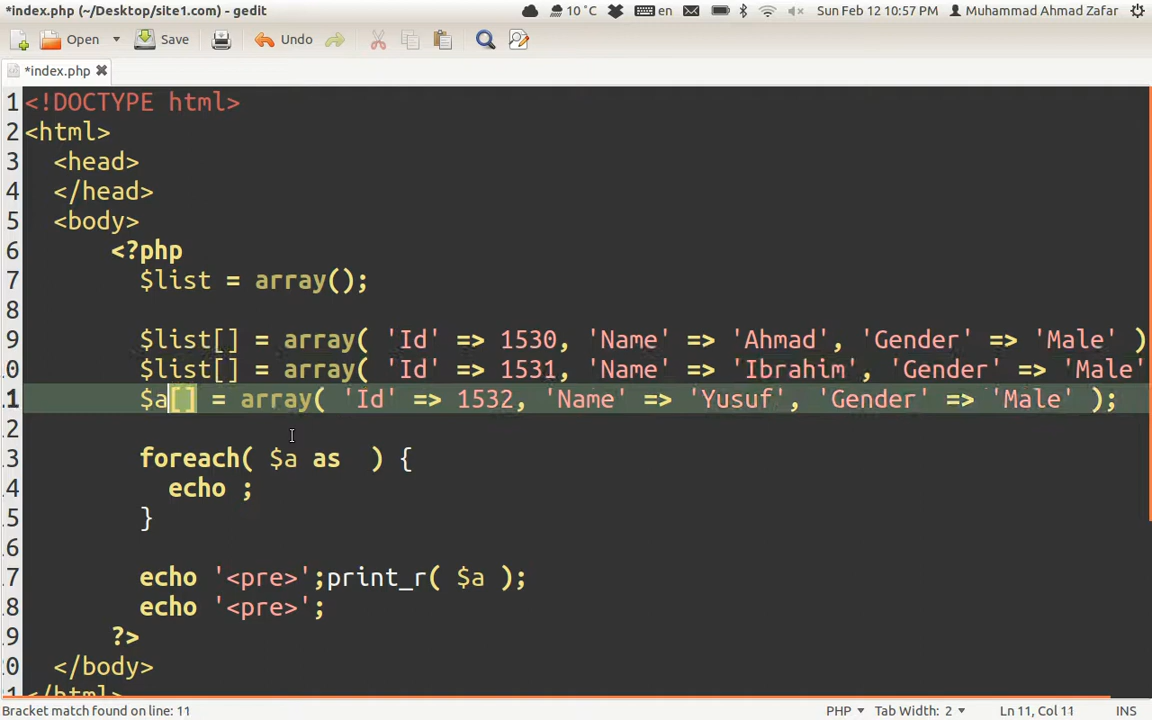 *index.php (~/Desktop/site1.com) - gedit 10 °C en Sun Feb 12 10:57 PM Muhammad Ahmad Zafar
Open Save Undo
*index.php
1 <!DOCTYPE html>
2 <html>
3 <head>
4 </head>
5 <body>
6 <?php
7 $list = array();
8
9 $list[] = array( 'Id' => 1530, 'Name' => 'Ahmad', 'Gender' => 'Male' )
0 $list[] = array( 'Id' => 1531, 'Name' => 'Ibrahim', 'Gender' => 'Male'
1 $a[] = array( 'Id' => 1532, 'Name' => 'Yusuf', 'Gender' => 'Male' );
2
3 foreach( $a as  ) {
4 echo ;
5 }
6
7 echo '<pre>';print_r( $a );
8 echo '<pre>';
9 ?>
20 </body>
</html>
Bracket match found on line: 11 PHP Tab Width: 2 Ln 11, Col 11 INS